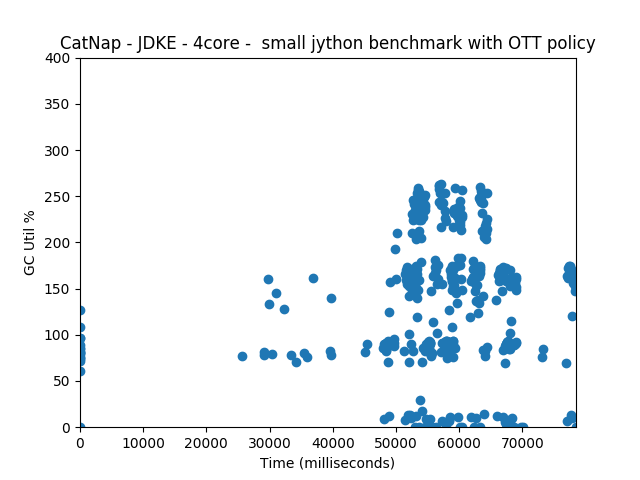 CatNap - JDKE - 4core -  small jython benchmark with OTT policy
400
350
300
250
200
150
100
50
0
GC Util %
0 10000 20000 30000 40000 50000 60000 70000
Time (milliseconds)